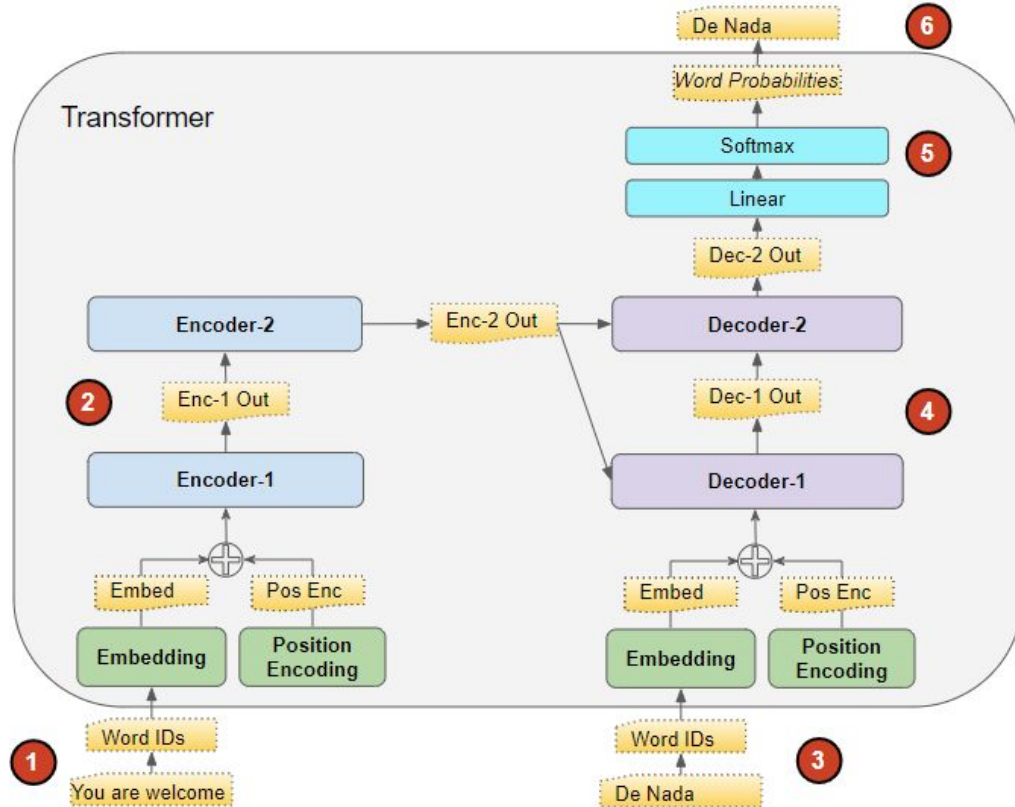 De Nada
6
Word Probabilities
Transformer
Softmax
5
Linear
Dec-2 Out
Encoder-2
Enc-2 Out
Decoder-2
2
Enc-1 Out
Dec-1 Out
4
Encoder-1
Decoder-1
Embed
Pos Enc
Embed
Pos Enc
Embedding
Position
Encoding
Embedding
Position
Encoding
1
Word IDs
You are welcome
Word IDs
3
De Nada